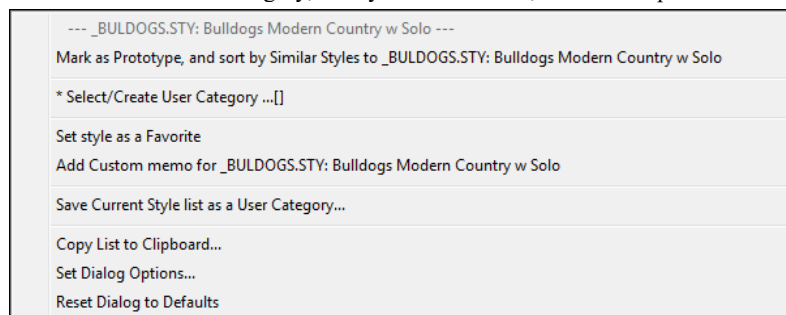 --- _BULDOGS.STY: Bulldogs Modern Country w Solo ---
Mark as Prototype, and sort by Similar Styles to _BULDOGS.STY: Bulldogs Modern Country w Solo
* Select/Create User Category ...[]
Set style as a Favorite
Add Custom memo for _BULDOGS.STY: Bulldogs Modern Country w Solo
Save Current Style list as a User Category...
Copy List to Clipboard...
Set Dialog Options...
Reset Dialog to Defaults